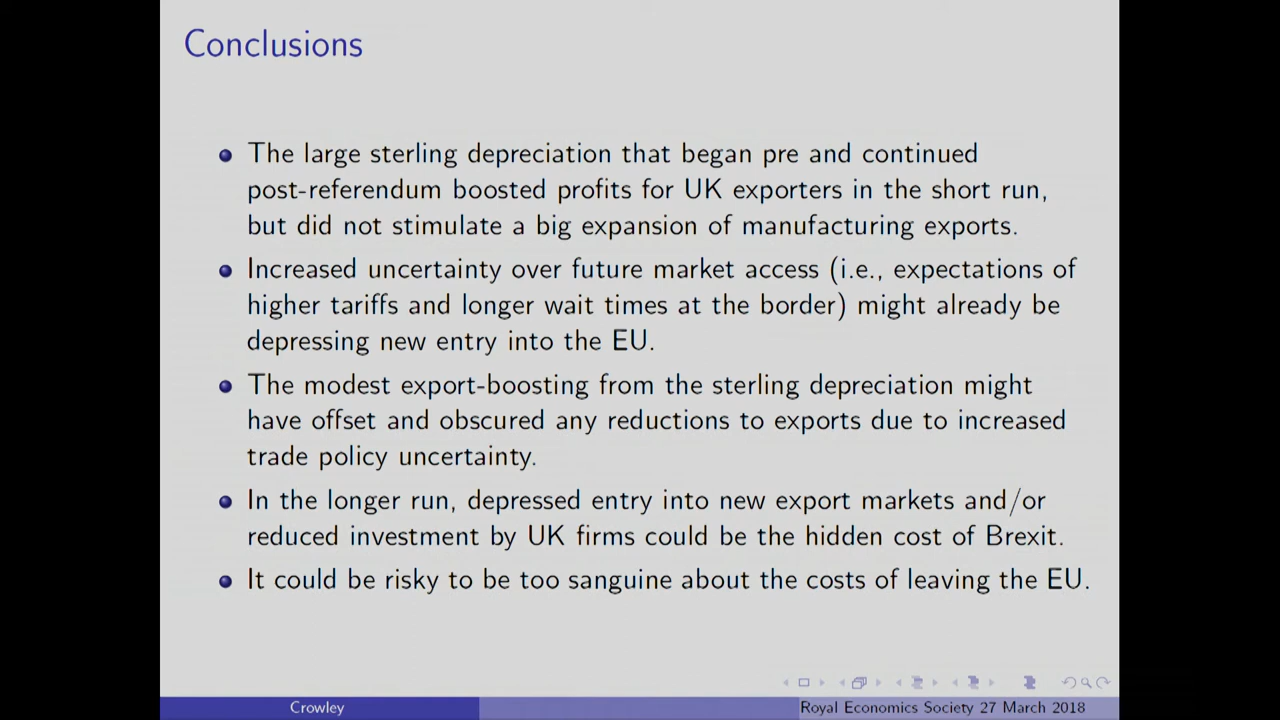 Conclusions
The large sterling depreciation that began pre and continued
post-referendum boosted profits for UK exporters in the short run,
but did not stimulate a big expansion of manufacturing exports.
Increased uncertainty over future market access (i.e., expectations of
higher tariffs and longer wait times at the border) might already be
depressing new entry into the EU.
The modest export-boosting from the sterling depreciation might
have offset and obscured any reductions to exports due to increased
trade policy uncertainty.
In the longer run, depressed entry into new export markets and/or
reduced investment by UK firms could be the hidden cost of Brexit.
It could be risky to be too sanguine about the costs of leaving the EU.
Crowley
Royal Economics Society 27 March 2018